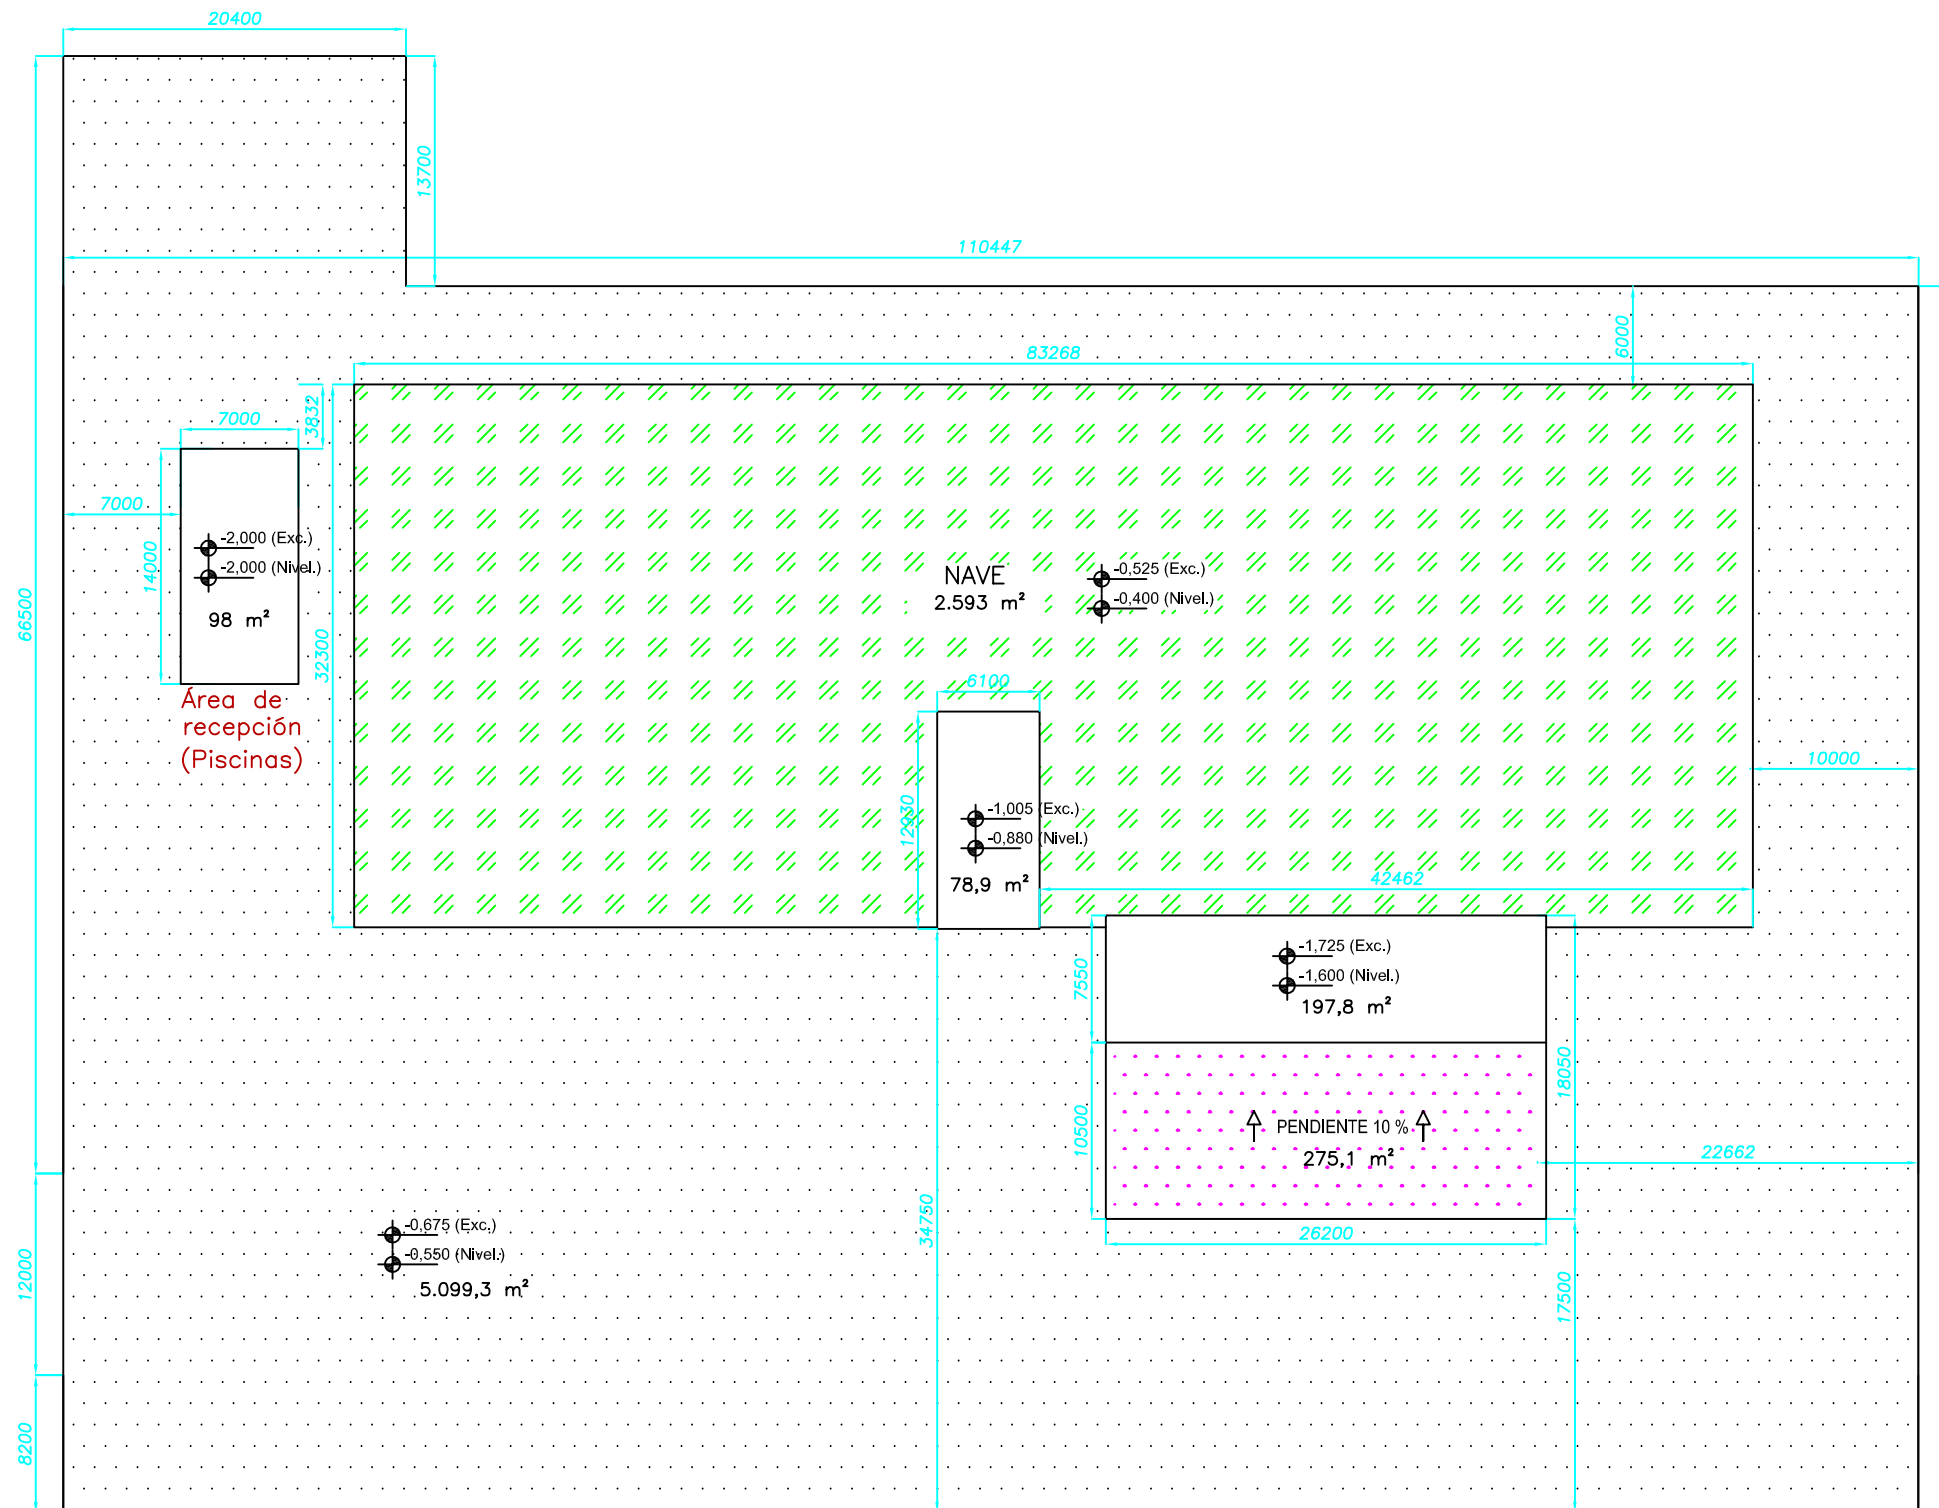 20400
13700
110447
6000
83268
3832
7000
7000
14000
-2,000 (Exc.)
-2,000 (Nivel.)
98 m²
Área de
recepción
(Piscinas)
66500
32300
NAVE
2.593 m²
-0,525 (Exc.)
-0,400 (Nivel.)
6100
12930
-1,005 (Exc.)
-0,880 (Nivel.)
78,9 m²
10000
42462
7550
-1,725 (Exc.)
-1,600 (Nivel.)
197,8 m²
18050
10500
PENDIENTE 10 %
275,1 m²
22662
26200
34750
-0,675 (Exc.)
-0,550 (Nivel.)
5.099,3 m²
12000
17500
8200